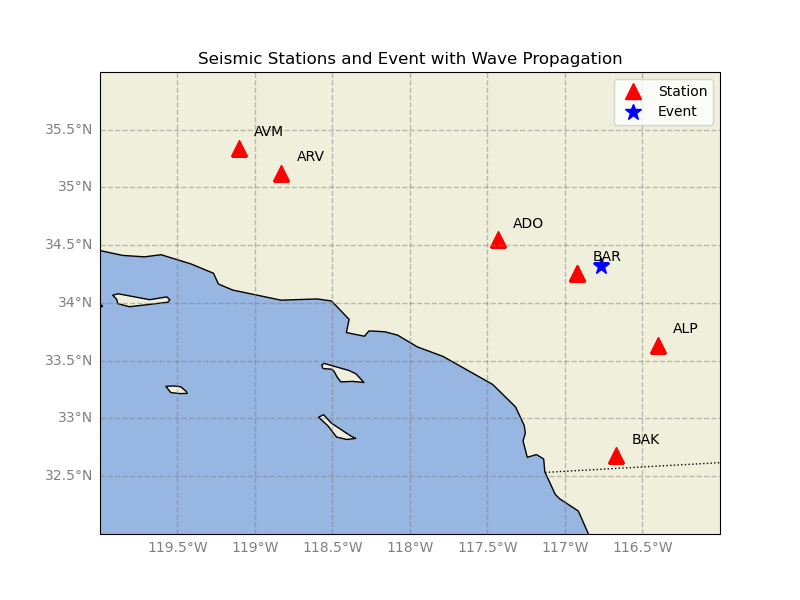 Seismic Stations and Event with Wave Propagation
Station
Event
AVM
ARV
ADO
BAR
ALP
BAK
35.5°N
35°N
34.5°N
34°N
33.5°N
33°N
32.5°N
119.5°W 119°W 118.5°W 118°W 117.5°W 117°W 116.5°W